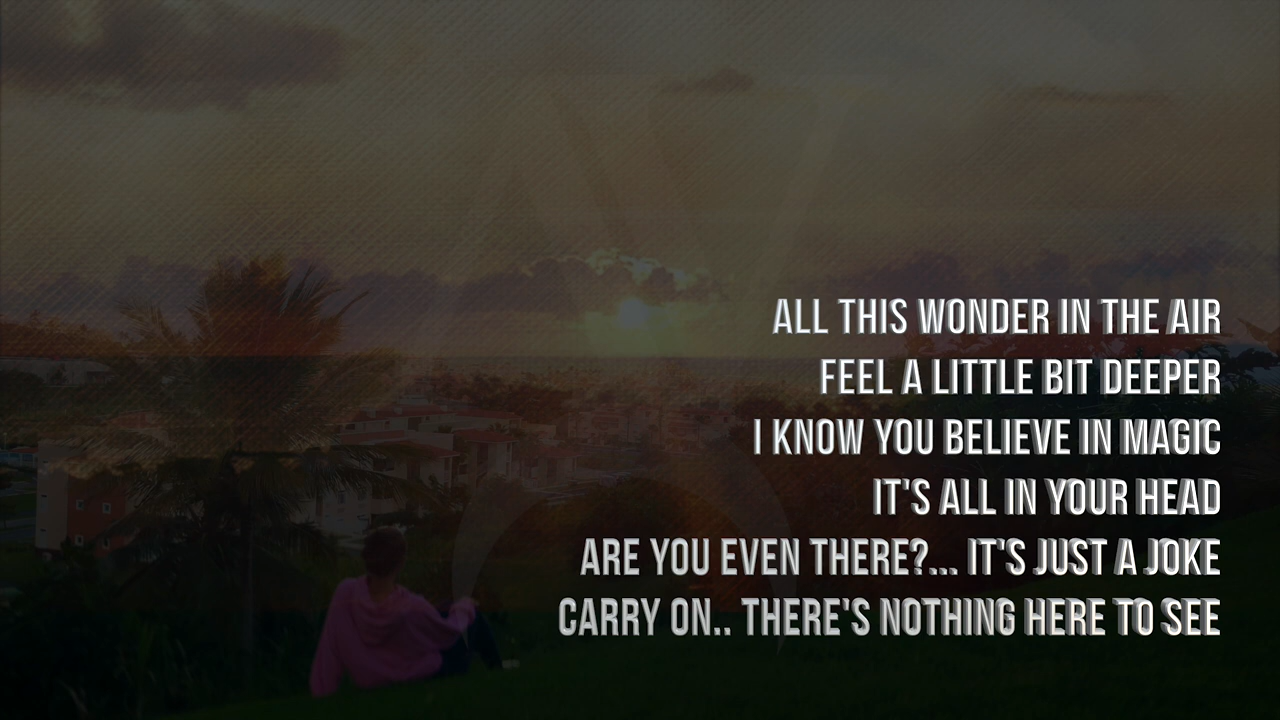 ALL THIS WONDER IN THE AIR
FEEL A LITTLE BIT DEEPER
I KNOW YOU BELIEVE IN MAGIC
IT'S ALL IN YOUR HEAD
ARE YOU EVEN THERE?... IT'S JUST A JOKE
CARRY ON.. THERE'S NOTHING HERE TO SEE